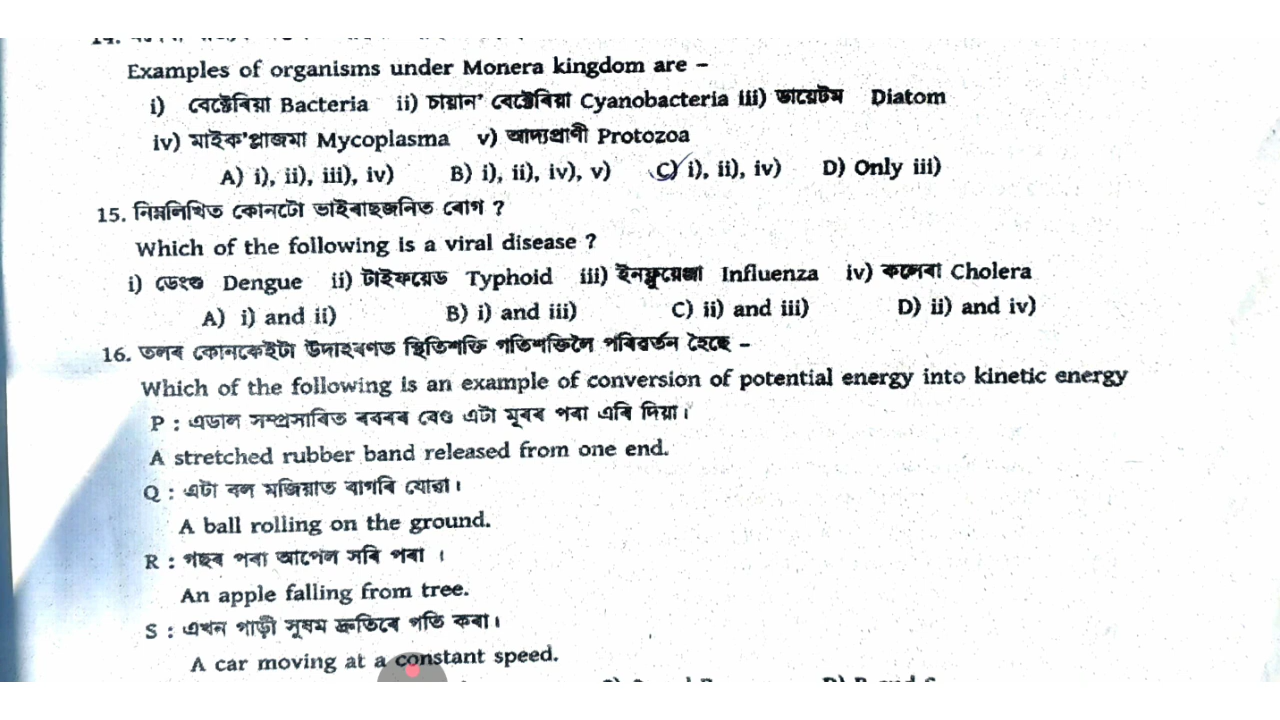 14.
Examples of organisms under Monera kingdom are –
i) বেক্টেৰিয়া Bacteria ii) চায়ান' বেক্টেৰিয়া Cyanobacteria iii) ডায়েটম Diatom
iv) মাইক'প্লাজমা Mycoplasma v) আদ্যপ্ৰাণী Protozoa
A) i), ii), iii), iv) B) i), ii), iv), v) C) i), ii), iv) D) Only iii)
15. নিম্নলিখিত কোনটো ভাইৰাছজনিত ৰোগ ?
Which of the following is a viral disease ?
i) ডেংগু Dengue ii) টাইফয়েড Typhoid iii) ইনফ্লুয়েঞ্জা Influenza iv) কলেৰা Cholera
A) i) and ii) B) i) and iii) C) ii) and iii) D) ii) and iv)
16. তলৰ কোনকেইটা উদাহৰণত স্থিতিশক্তি গতিশক্তিলৈ পৰিৱৰ্তন হৈছে –
Which of the following is an example of conversion of potential energy into kinetic energy
P : এডাল সম্প্ৰসাৰিত ৰবৰৰ বেণ্ড এটা মূৰৰ পৰা এৰি দিয়া।
A stretched rubber band released from one end.
Q : এটা বল মজিয়াত বাগৰি যোৱা।
A ball rolling on the ground.
R : গছৰ পৰা আপেল সৰি পৰা ।
An apple falling from tree.
S : এখন গাড়ী সুষম দ্ৰুতিৰে গতি কৰা।
A car moving at a constant speed.